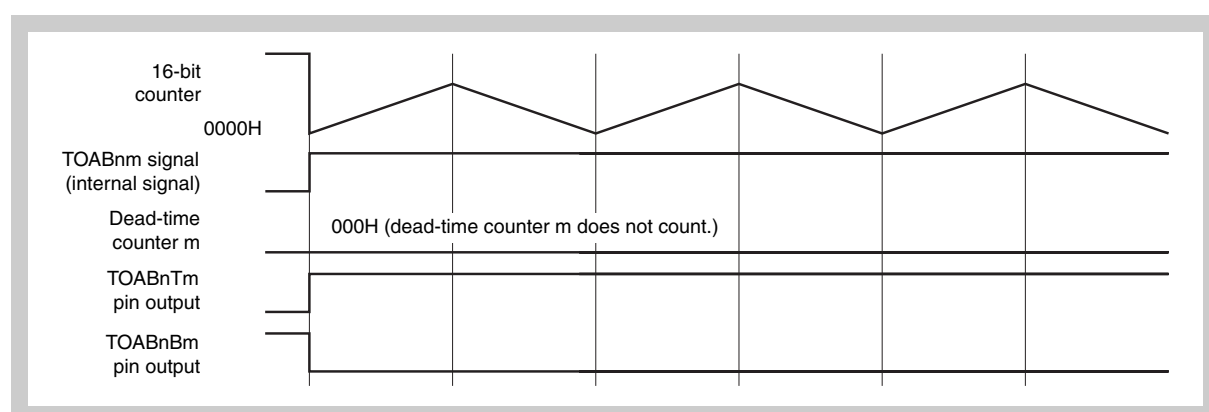 16-bit
counter
0000H
TOABnm signal
(internal signal)
Dead-time
counter m
000H (dead-time counter m does not count.)
TOABnTm
pin output
TOABnBm
pin output